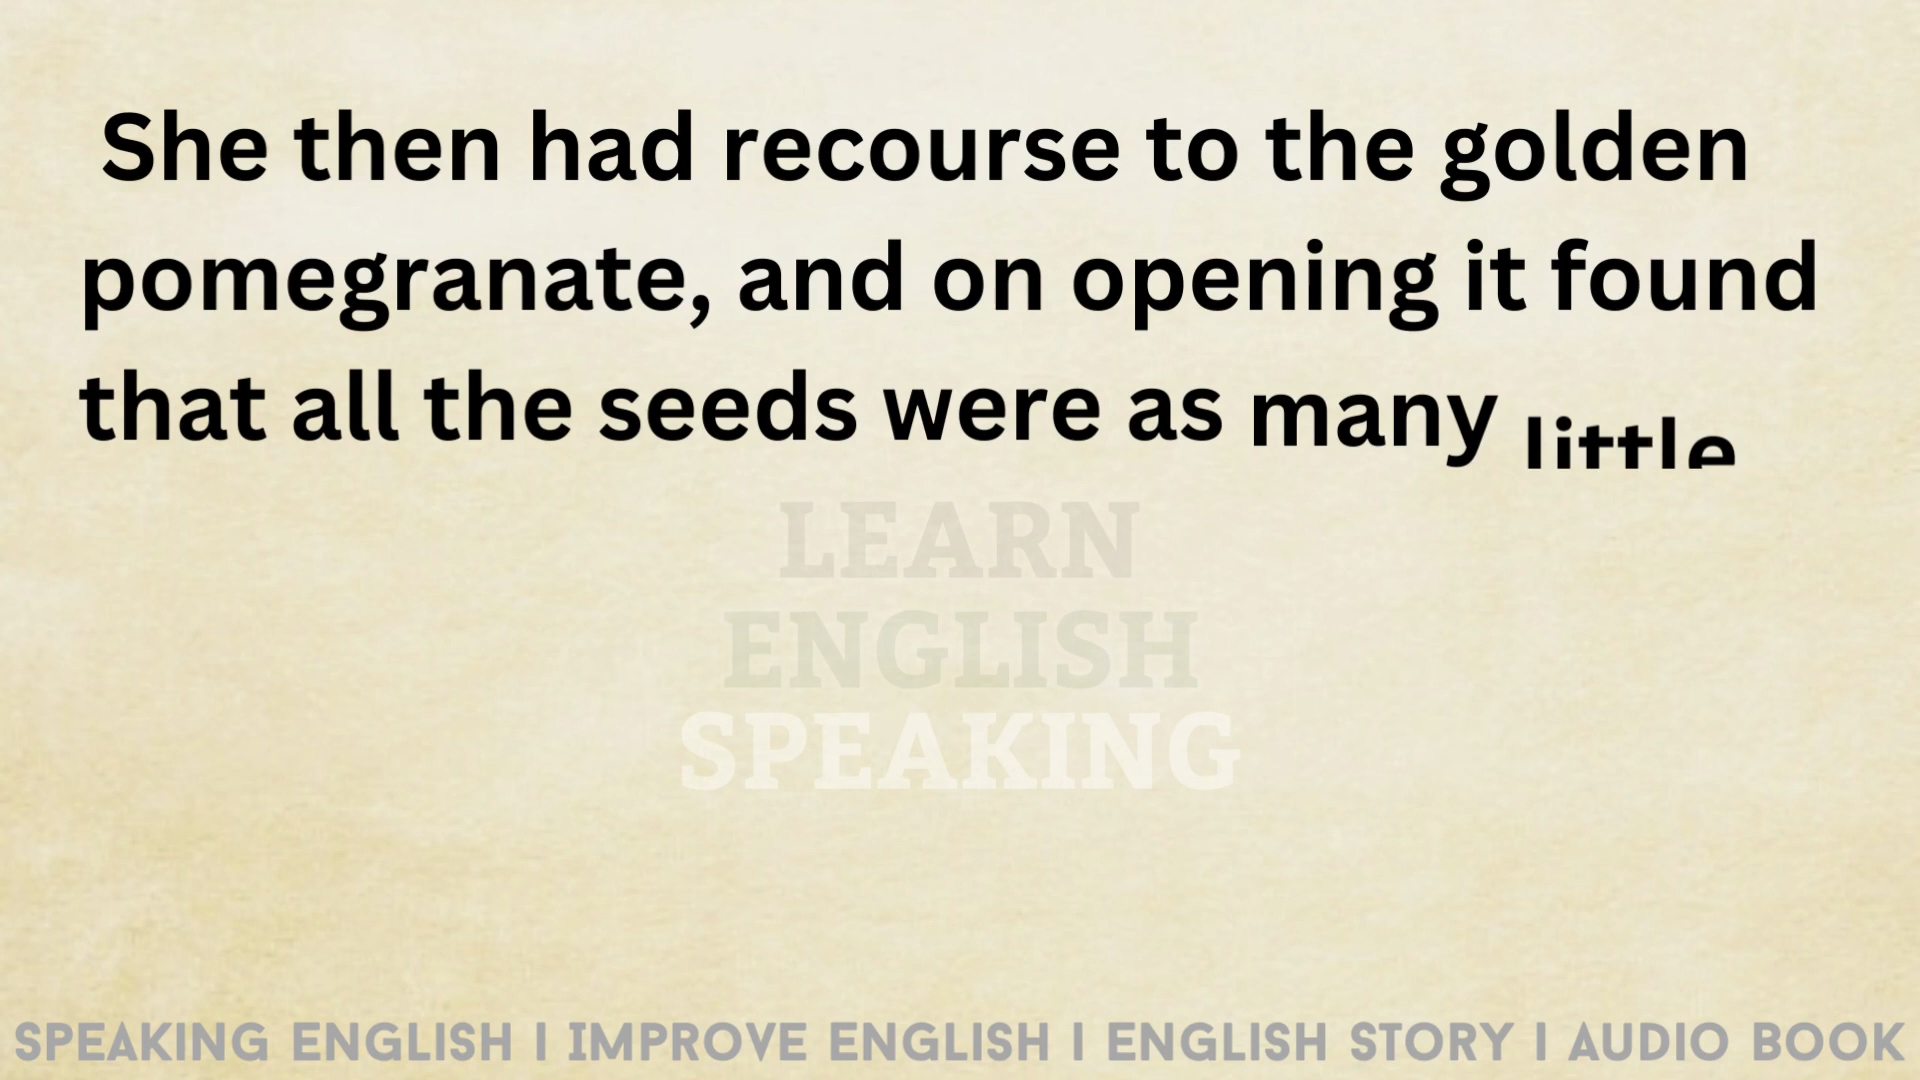 She then had recourse to the golden
pomegranate, and on opening it found
that all the seeds were as many little
LEARN
ENGLISH
SPEAKING
SPEAKING ENGLISH I IMPROVE ENGLISH I ENGLISH STORY I AUDIO BOOK